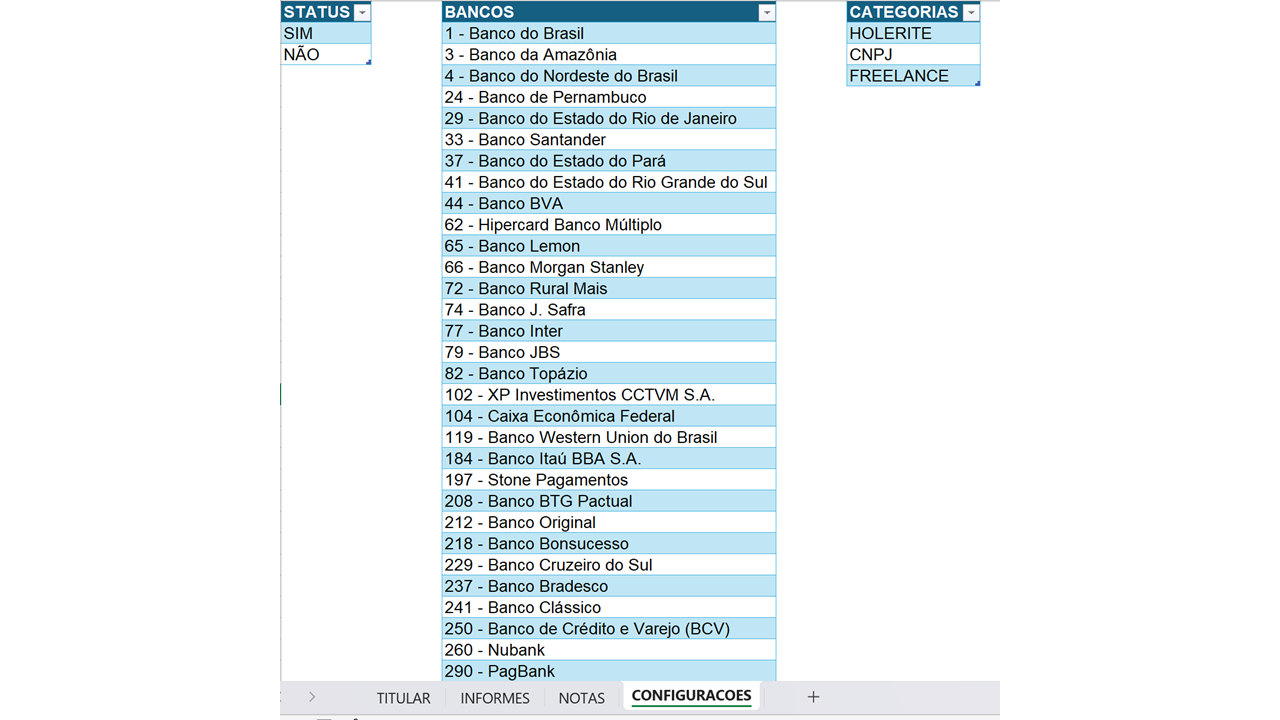 STATUS
SIM
NÃO
BANCOS
1 - Banco do Brasil
3 - Banco da Amazônia
4 - Banco do Nordeste do Brasil
24 - Banco de Pernambuco
29 - Banco do Estado do Rio de Janeiro
33 - Banco Santander
37 - Banco do Estado do Pará
41 - Banco do Estado do Rio Grande do Sul
44 - Banco BVA
62 - Hipercard Banco Múltiplo
65 - Banco Lemon
66 - Banco Morgan Stanley
72 - Banco Rural Mais
74 - Banco J. Safra
77 - Banco Inter
79 - Banco JBS
82 - Banco Topázio
102 - XP Investimentos CCTVM S.A.
104 - Caixa Econômica Federal
119 - Banco Western Union do Brasil
184 - Banco Itaú BBA S.A.
197 - Stone Pagamentos
208 - Banco BTG Pactual
212 - Banco Original
218 - Banco Bonsucesso
229 - Banco Cruzeiro do Sul
237 - Banco Bradesco
241 - Banco Clássico
250 - Banco de Crédito e Varejo (BCV)
260 - Nubank
290 - PagBank
CATEGORIAS
HOLERITE
CNPJ
FREELANCE
TITULAR INFORMES NOTAS CONFIGURACOES